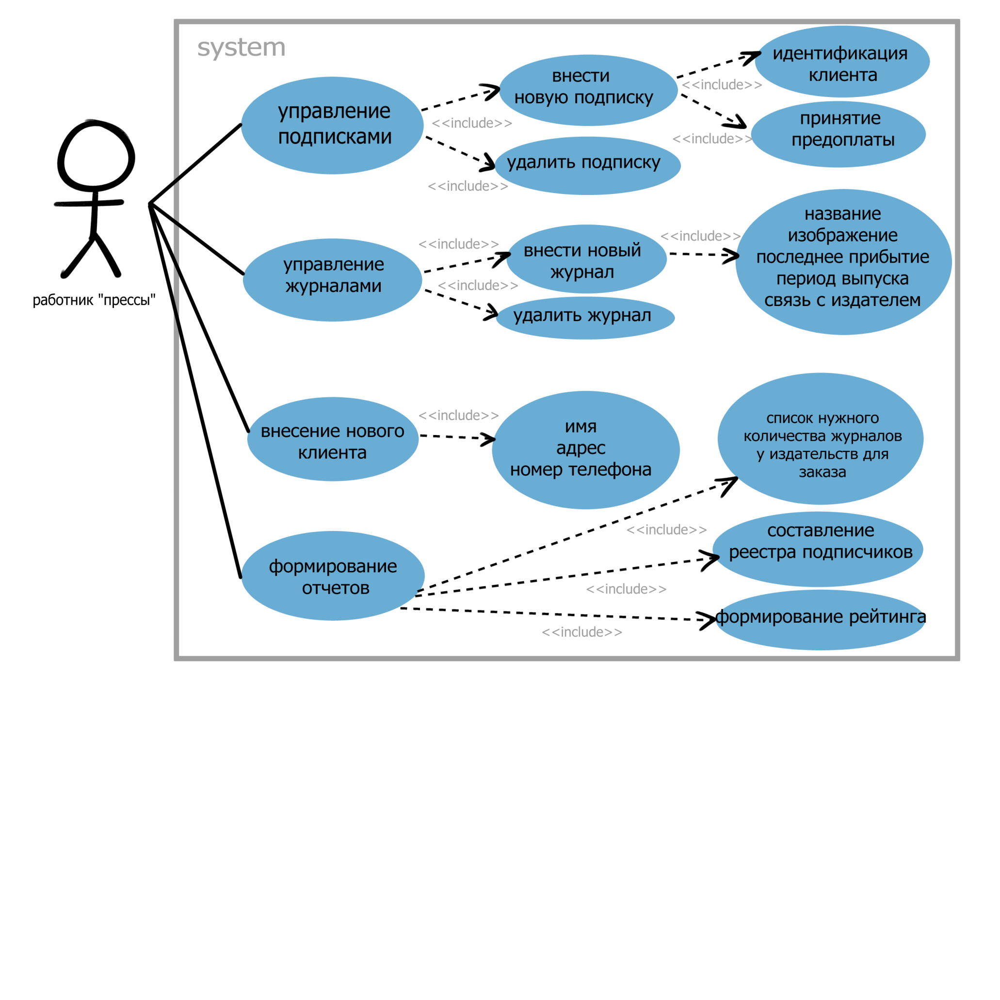 system
работник "прессы"
управление
подписками
<<include>>
<<include>>
внести
новую подписку
удалить подписку
<<include>>
<<include>>
идентификация
клиента
принятие
предоплаты
управление
журналами
<<include>>
<<include>>
внести новый
журнал
удалить журнал
<<include>>
название
изображение
последнее прибытие
период выпуска
связь с издателем
внесение нового
клиента
<<include>>
имя
адрес
номер телефона
формирование
отчетов
<<include>>
<<include>>
<<include>>
список нужного
количества журналов
у издательств для
заказа
составление
реестра подписчиков
формирование рейтинга